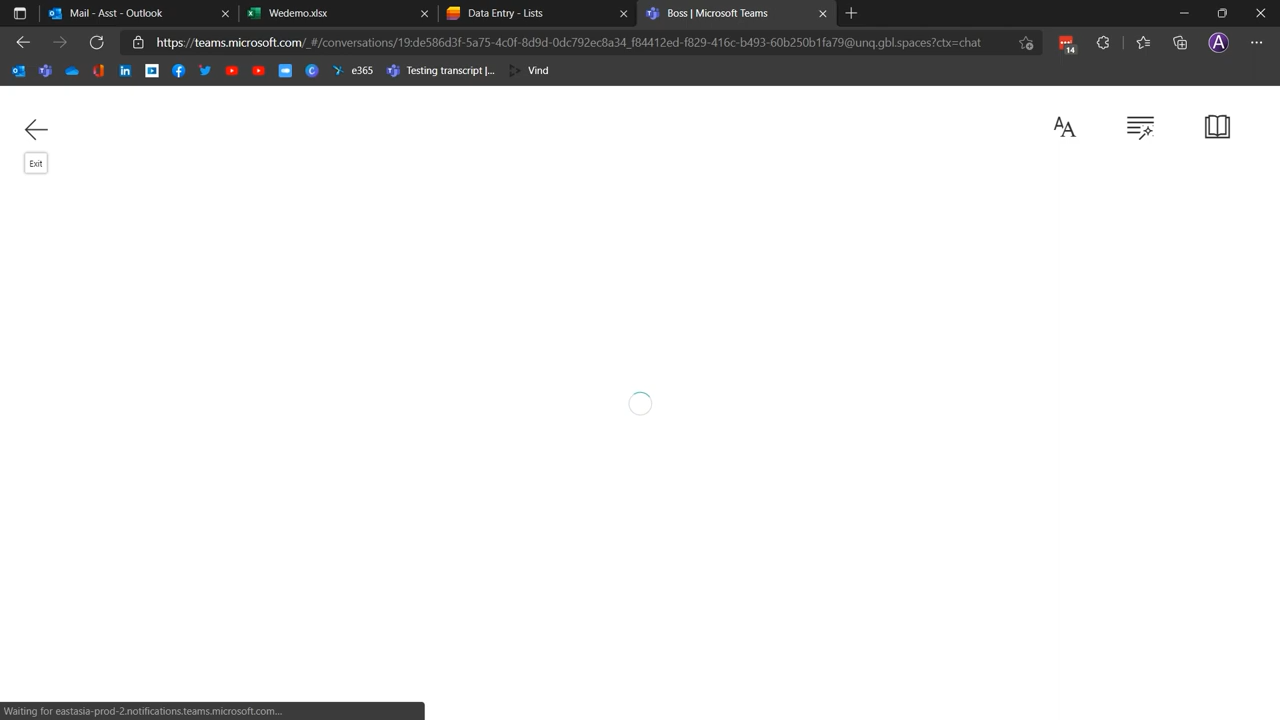 Mail - Asst - Outlook
Wedemo.xlsx
Data Entry - Lists
Boss | Microsoft Teams
https://teams.microsoft.com/_#/conversations/19:de586d3f-5a75-4c0f-8d9d-0dc792ec8a34_f84412ed-f829-416c-b493-60b250b1fa79@unq.gbl.spaces?ctx=chat
14
A
e365
Testing transcript |...
Vind
Exit
Waiting for eastasia-prod-2.notifications.teams.microsoft.com...